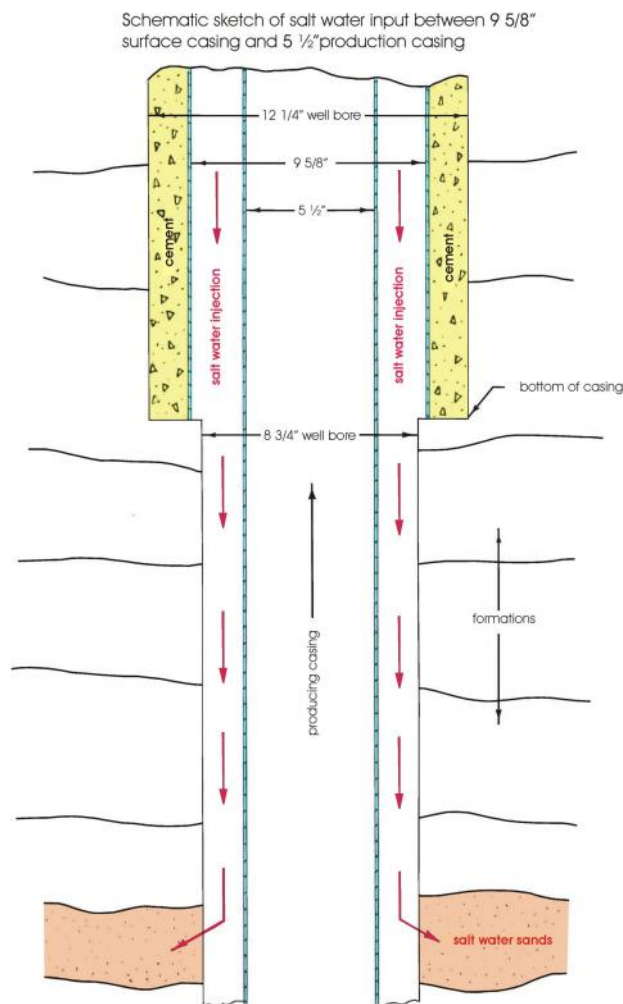 Schematic sketch of salt water input between 9 5/8"
surface casing and 5 ½"production casing
12 1/4" well bore
9 5/8"
5 ½"
cement
salt water injection
salt water injection
cement
bottom of casing
8 3/4" well bore
producing casing
formations
salt water sands